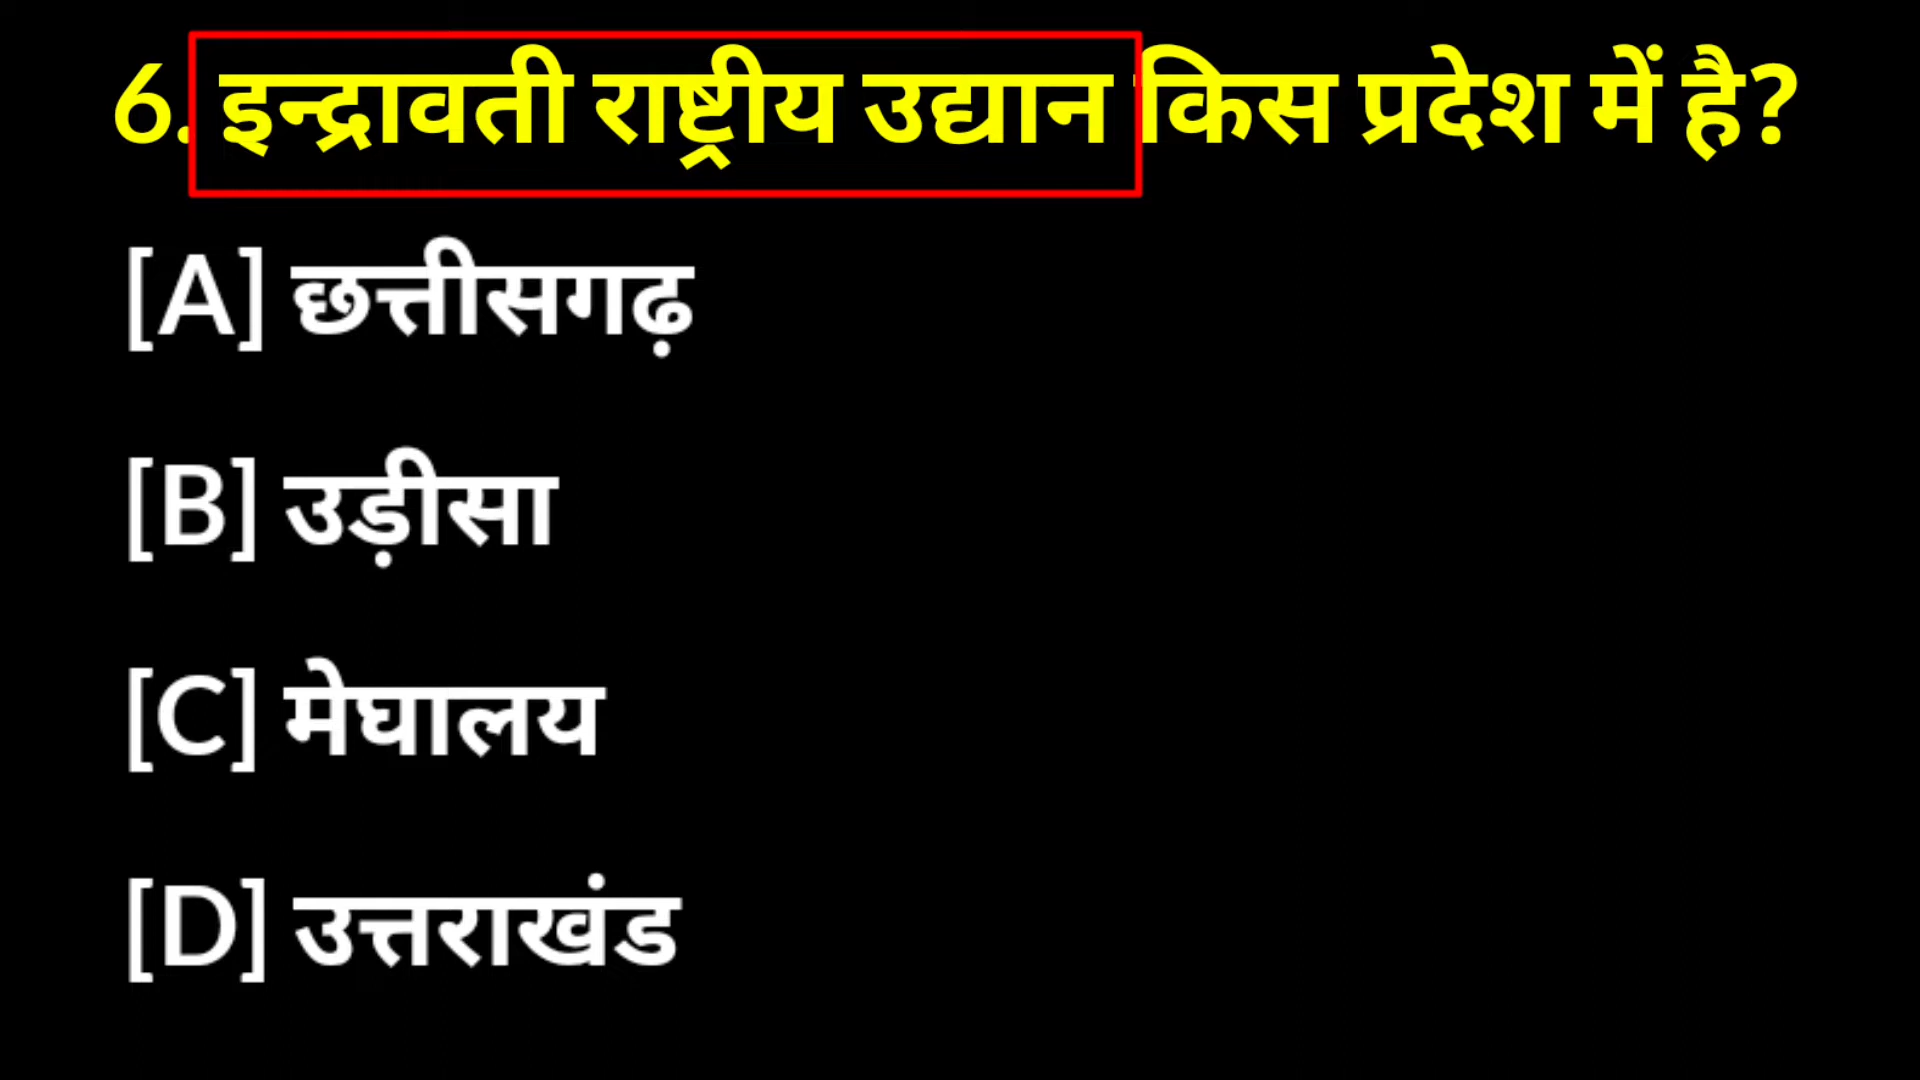 6. इन्द्रावती राष्ट्रीय उद्यान किस प्रदेश में है?
[A] छत्तीसगढ़
[B] उड़ीसा
[C] मेघालय
[D] उत्तराखंड